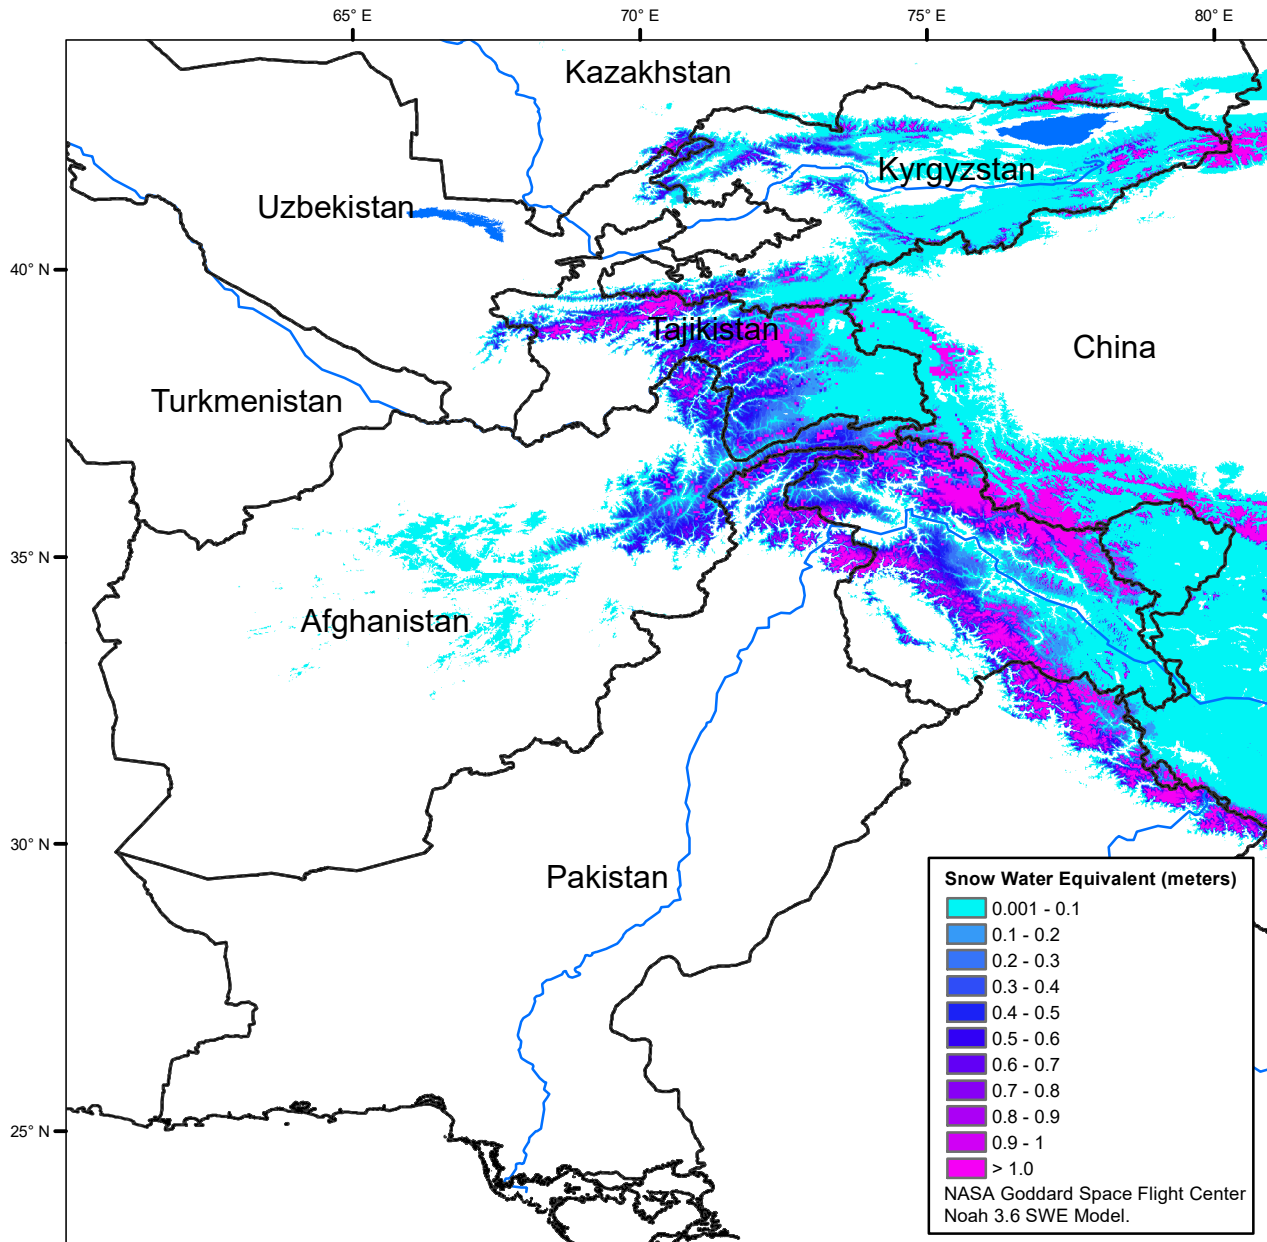 65° E
70° E
75° E
80° E
Kazakhstan
Kyrgyzstan
Uzbekistan
40° N
Tajikistan
China
Turkmenistan
35° N
Afghanistan
30° N
Pakistan
25° N
Snow Water Equivalent (meters)
0.001 - 0.1
0.1 - 0.2
0.2 - 0.3
0.3 - 0.4
0.4 - 0.5
0.5 - 0.6
0.6 - 0.7
0.7 - 0.8
0.8 - 0.9
0.9 - 1
> 1.0
NASA Goddard Space Flight Center
Noah 3.6 SWE Model.